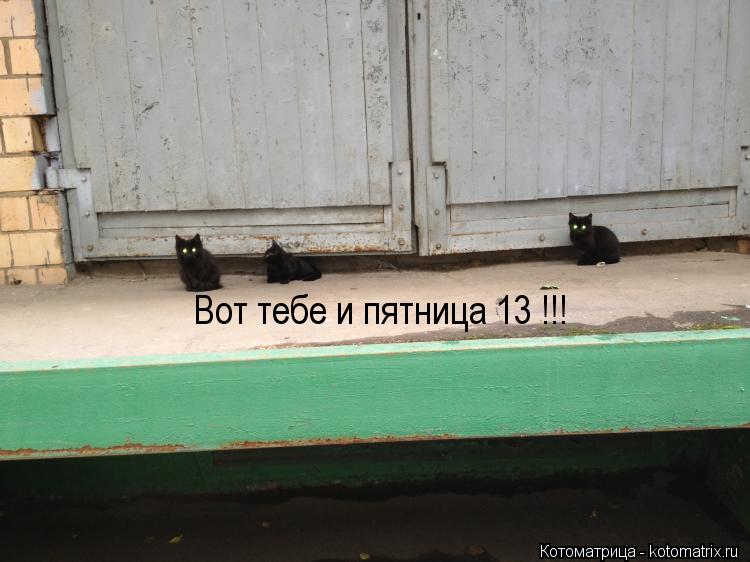 Вот тебе и пятница 13 !!!
Котоматрица - kotomatrix.ru